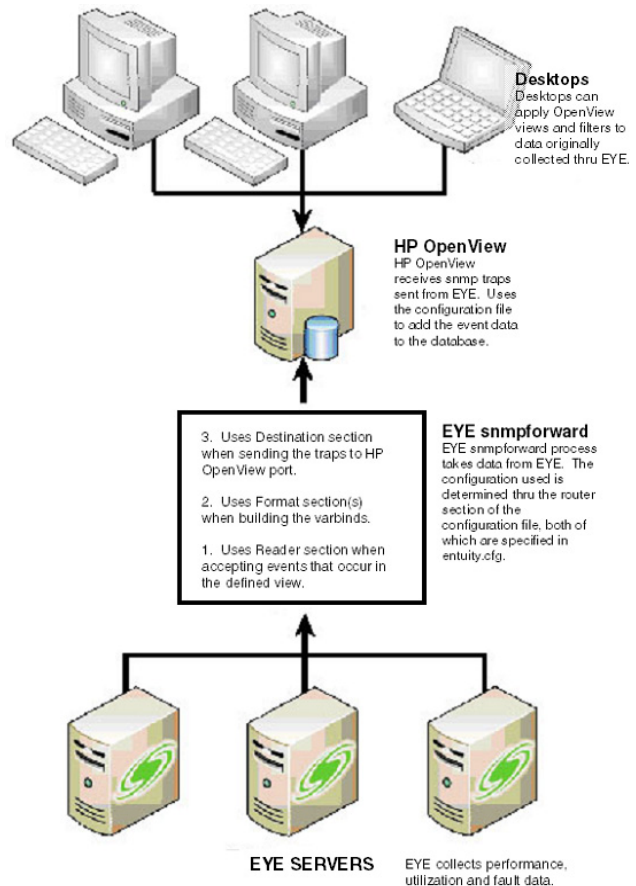 Desktops
Desktops can
apply OpenView
views and filters to
data originally
collected thru EYE.
HP OpenView
HP OpenView
receives snmp traps
sent from EYE. Uses
the configuration file
to add the event data
to the database.
3. Uses Destination section
when sending the traps to HP
OpenView port.
2. Uses Format section(s)
when building the varbinds.
1. Uses Reader section when
accepting events that occur in
the defined view.
EYE snmpforward
EYE snmpforward process
takes data from EYE. The
configuration used is
determined thru the router
section of the
configuration file, both of
which are specified in
entuity.cfg.
EYE SERVERS
EYE collects performance,
utilization and fault data.